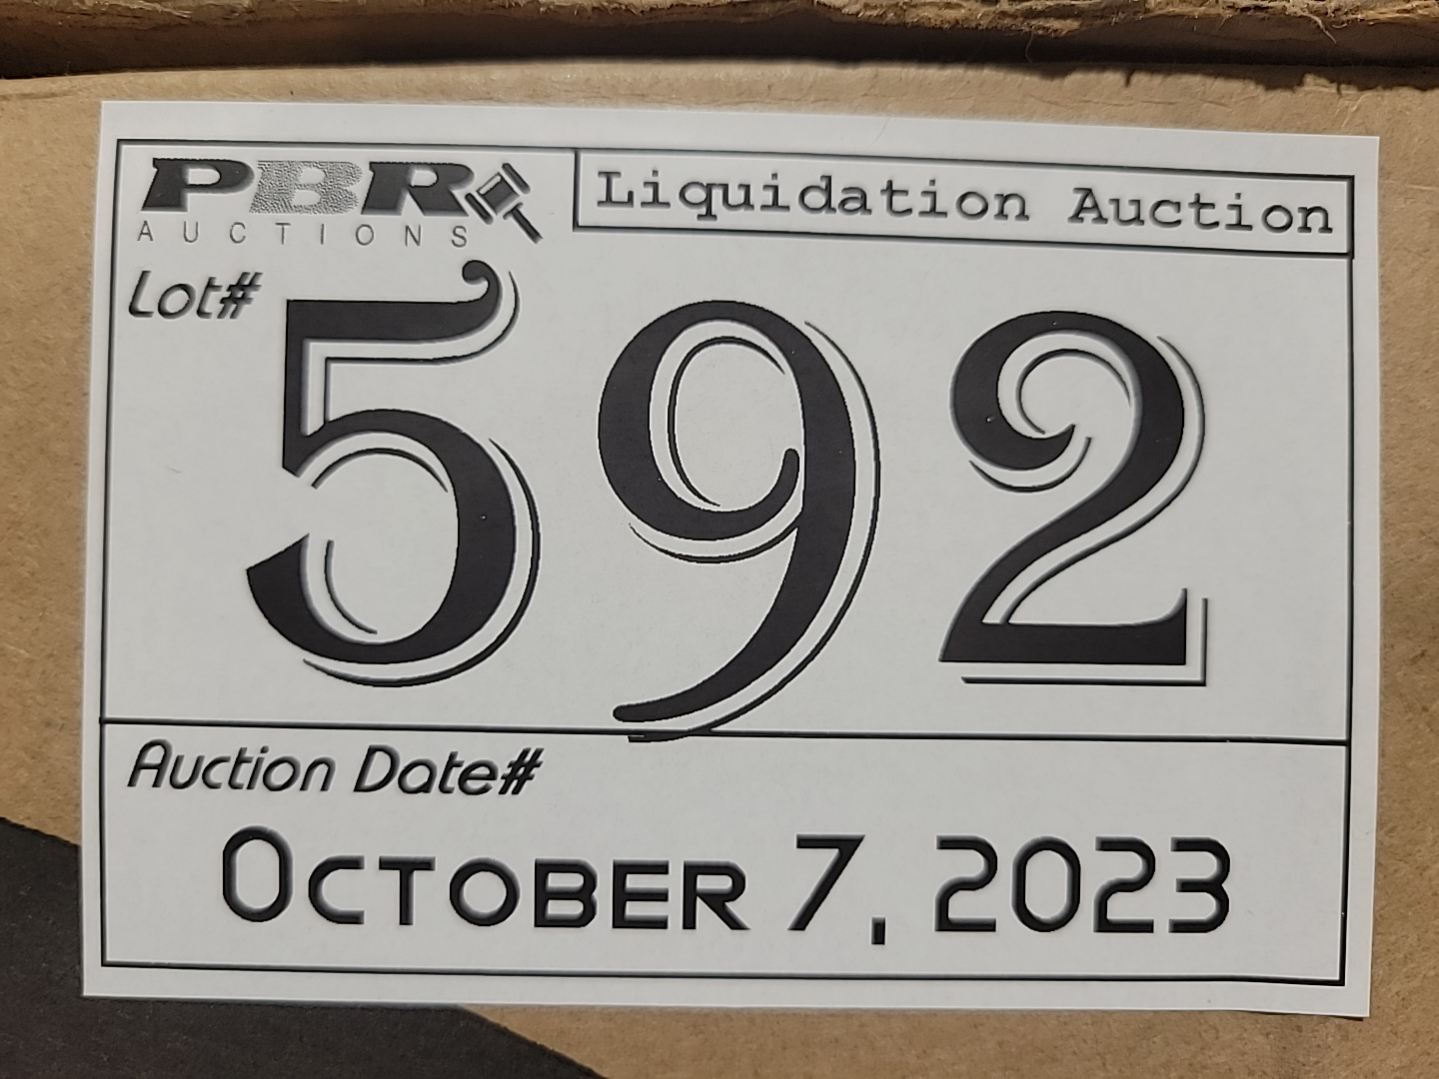 PBR
AUCTIONS
Liquidation Auction
Lot#
592
Auction Date#
OCTOBER 7, 2023